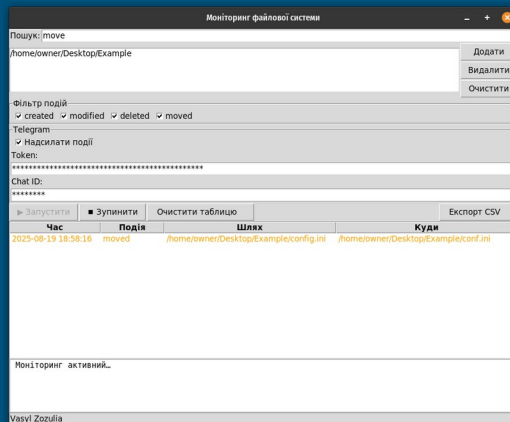 Моніторинг файлової системи
Пошук: move
/home/owner/Desktop/Example
Додати
Видалити
Очистити
Фільтр подій
created modified deleted moved
Telegram
Надсилати події
Token:
***********************************************
Chat ID:
********
▶ Запустити ■ Зупинити Очистити таблицю Експорт CSV
Час Подія Шлях Куди
2025-08-19 18:58:16 moved /home/owner/Desktop/Example/config.ini /home/owner/Desktop/Example/conf.ini
Моніторинг активний…
Vasyl Zozulia